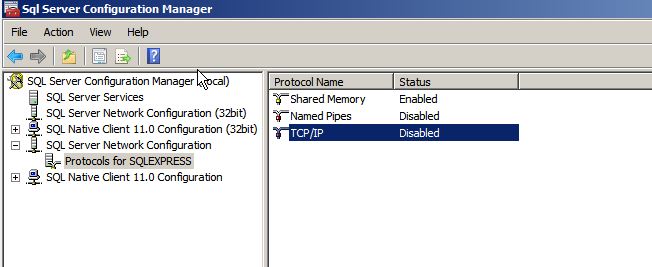 Sql Server Configuration Manager
File Action View Help
SQL Server Configuration Manager (Local)
SQL Server Services
SQL Server Network Configuration (32bit)
SQL Native Client 11.0 Configuration (32bit)
SQL Server Network Configuration
Protocols for SQLEXPRESS
SQL Native Client 11.0 Configuration
Protocol Name Status
Shared Memory Enabled
Named Pipes Disabled
TCP/IP Disabled